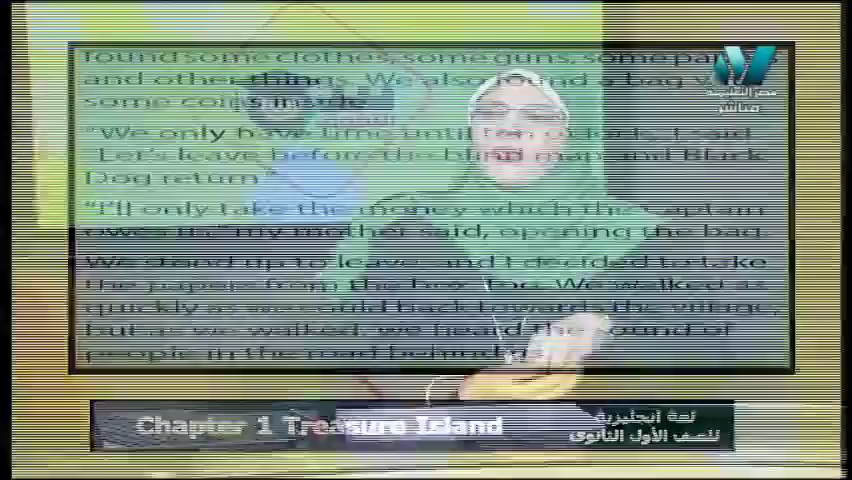 found some clothes, some guns, some papers
and other things. We also found a bag with
some coins inside.
"We only have time until ten o'clock, I said.
"Let's leave before the blind man and Black
Dog return"
"I'll only take the money which the captain
owes us," my mother said, opening the bag.
We stand up to leave, and I decided to take
the papers from the box, too. We walked as
quickly as we could back towards the village,
but as we walked, we heard the sound of
people in the road behind us.
مصر التعليمية
مباشر
Chapter 1 Treasure Island
لغة انجليزية
للصف الأول الثانوى